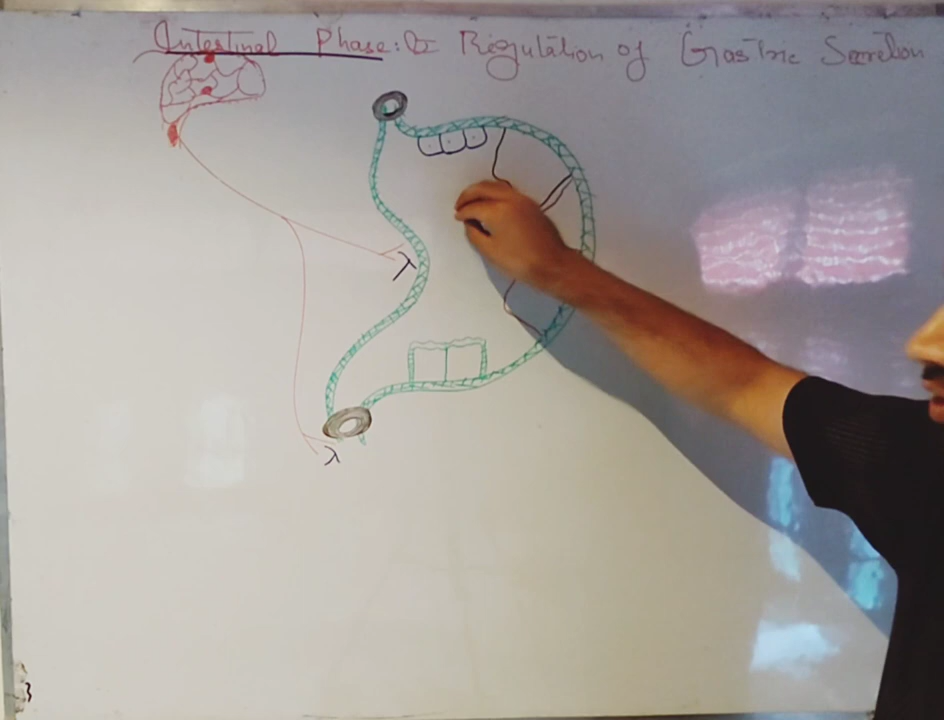 Intestinal Phase:- Regulation of Gastric Secretion